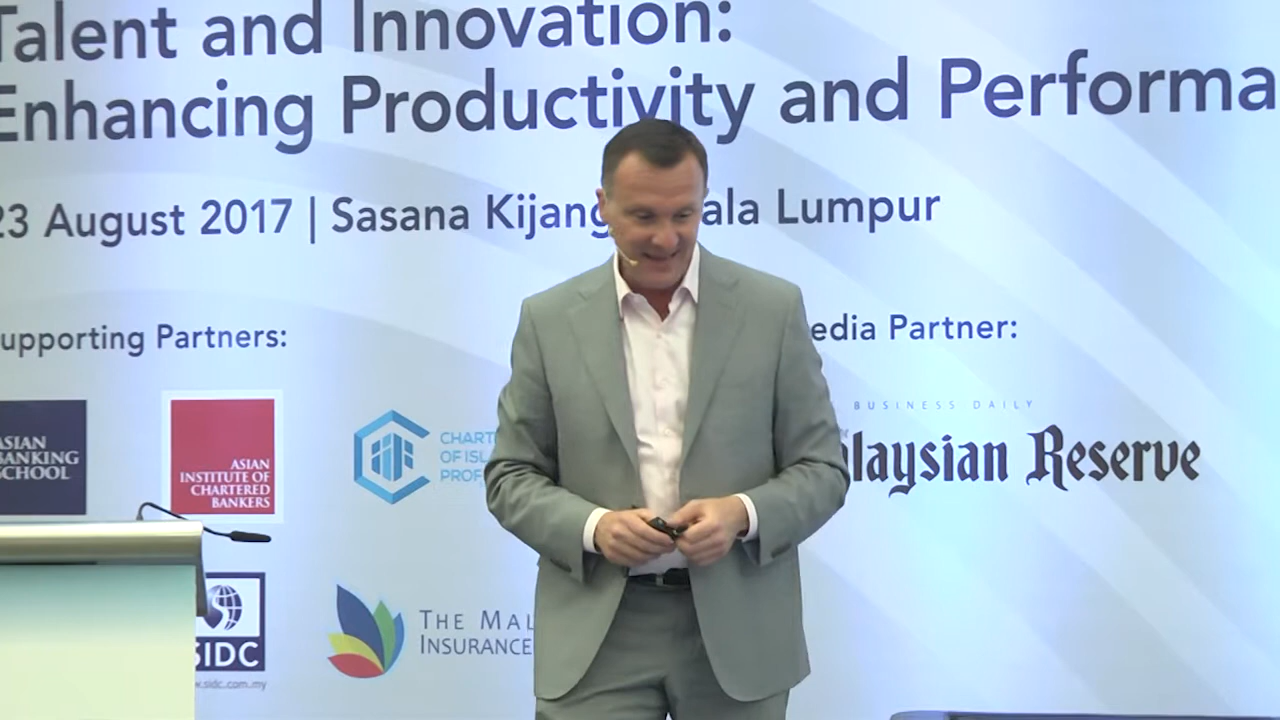 Talent and Innovation:
Enhancing Productivity and Performa
23 August 2017 | Sasana Kijang ala Lumpur
upporting Partners:
edia Partner:
ASIAN
BANKING
SCHOOL
ASIAN
INSTITUTE OF
CHARTERED
BANKERS
CHART
OF ISL
PROF
BUSINESS DAILY
laysian Reserve
SIDC
www.sidc.com.my
THE MAL
INSURANCE